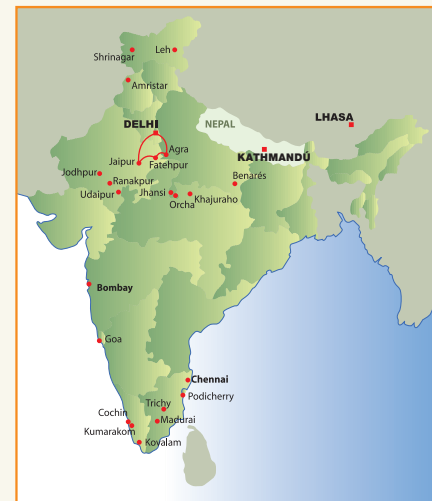 Shrinagar
Leh
Amristar
DELHI
NEPAL
LHASA
Agra
KATHMANDÚ
Jaipur
Fatehpur
Jodhpur
Ranakpur
Benarés
Udaipur
Jhansi
Khajuraho
Orcha
Bombay
Goa
Chennai
Podicherry
Trichy
Cochin
Madurai
Kumarakom
Kovalam